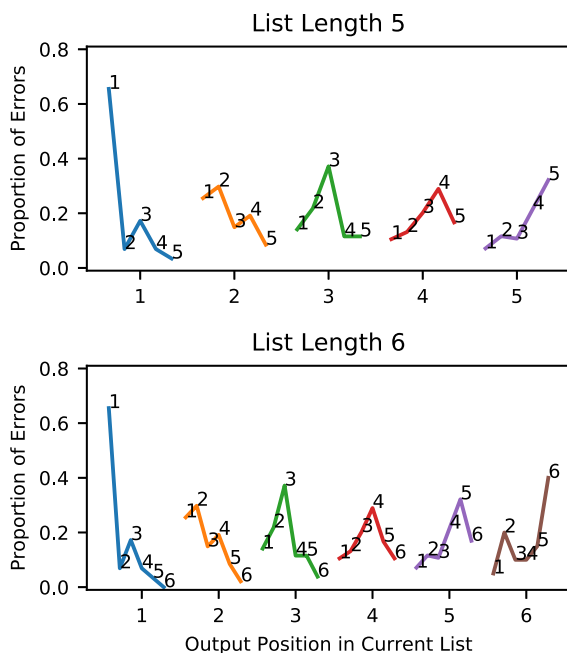 List Length 5
Proportion of Errors
0.8
0.6
0.4
0.2
0.0
1 2 3 4 5
1 2 3 4 5
1 2 3 4 5
1 2 3 4 5
1 2 3 4 5
1 2 3 4 5
List Length 6
Proportion of Errors
0.8
0.6
0.4
0.2
0.0
1 2 3 4 5 6
1 2 3 4 5 6
1 2 3 4 5 6
1 2 3 4 5 6
1 2 3 4 5 6
1 2 3 4 5 6
1 2 3 4 5 6
Output Position in Current List